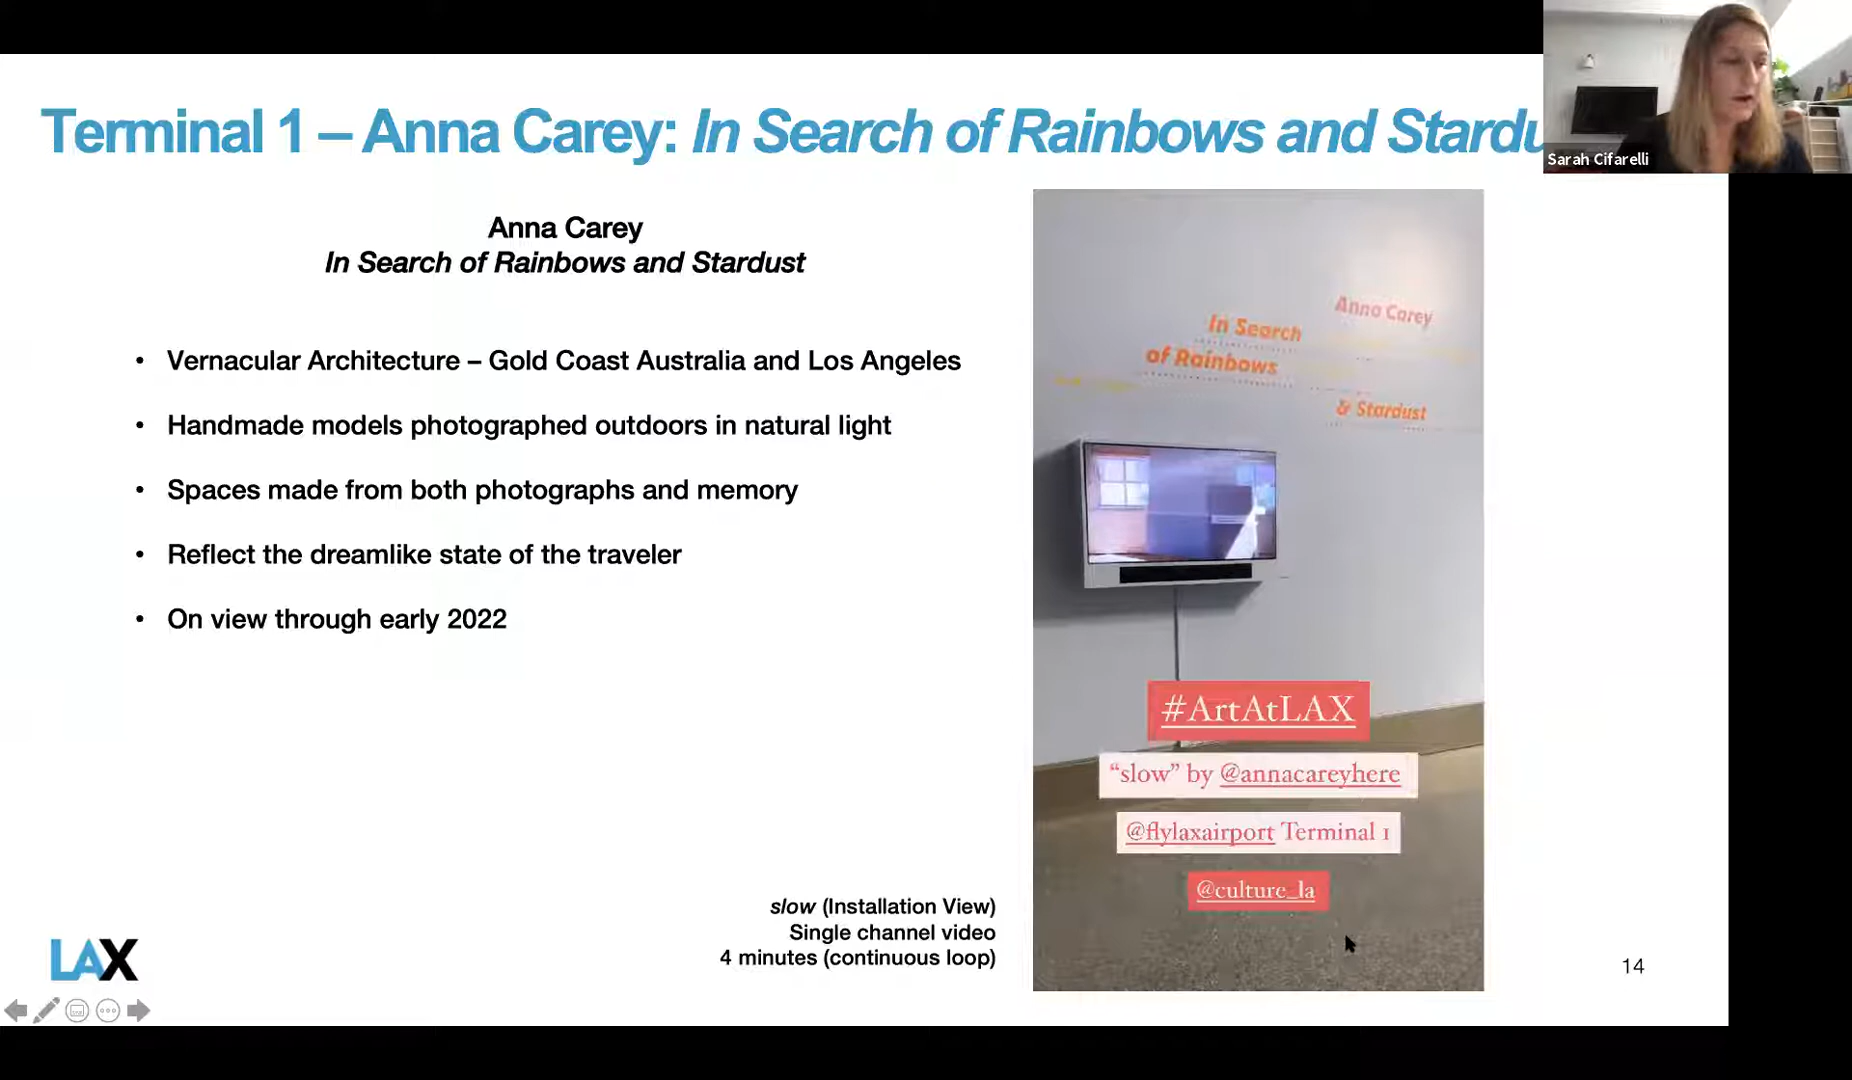 Terminal 1 – Anna Carey: In Search of Rainbows and Stardu
Sarah Cifarelli
Anna Carey
In Search of Rainbows and Stardust
• Vernacular Architecture – Gold Coast Australia and Los Angeles
• Handmade models photographed outdoors in natural light
• Spaces made from both photographs and memory
• Reflect the dreamlike state of the traveler
• On view through early 2022
Anna Carey
In Search
of Rainbows
& Stardust
#ArtAtLAX
“slow” by @annacareyhere
@flylaxairport Terminal 1
@culture_la
slow (Installation View)
Single channel video
4 minutes (continuous loop)
LAX
14